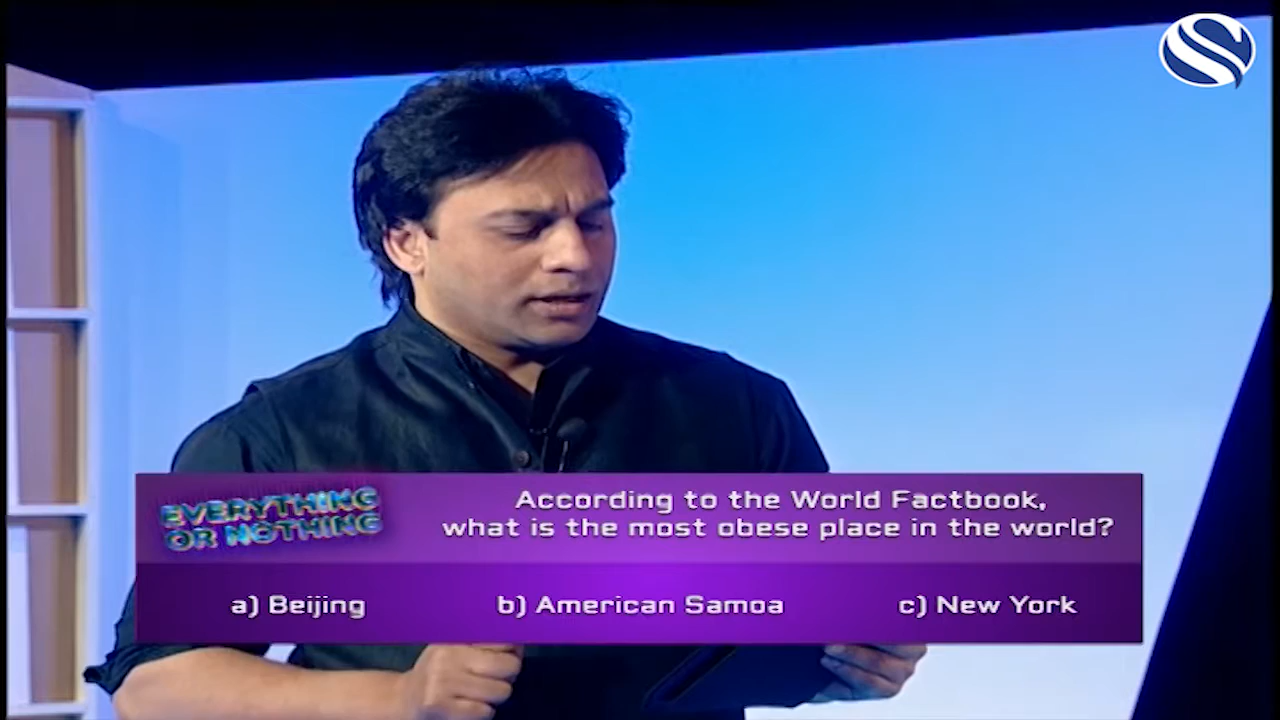 EVERYTHING
OR NOTHING
According to the World Factbook,
what is the most obese place in the world?
a) Beijing
b) American Samoa
c) New York